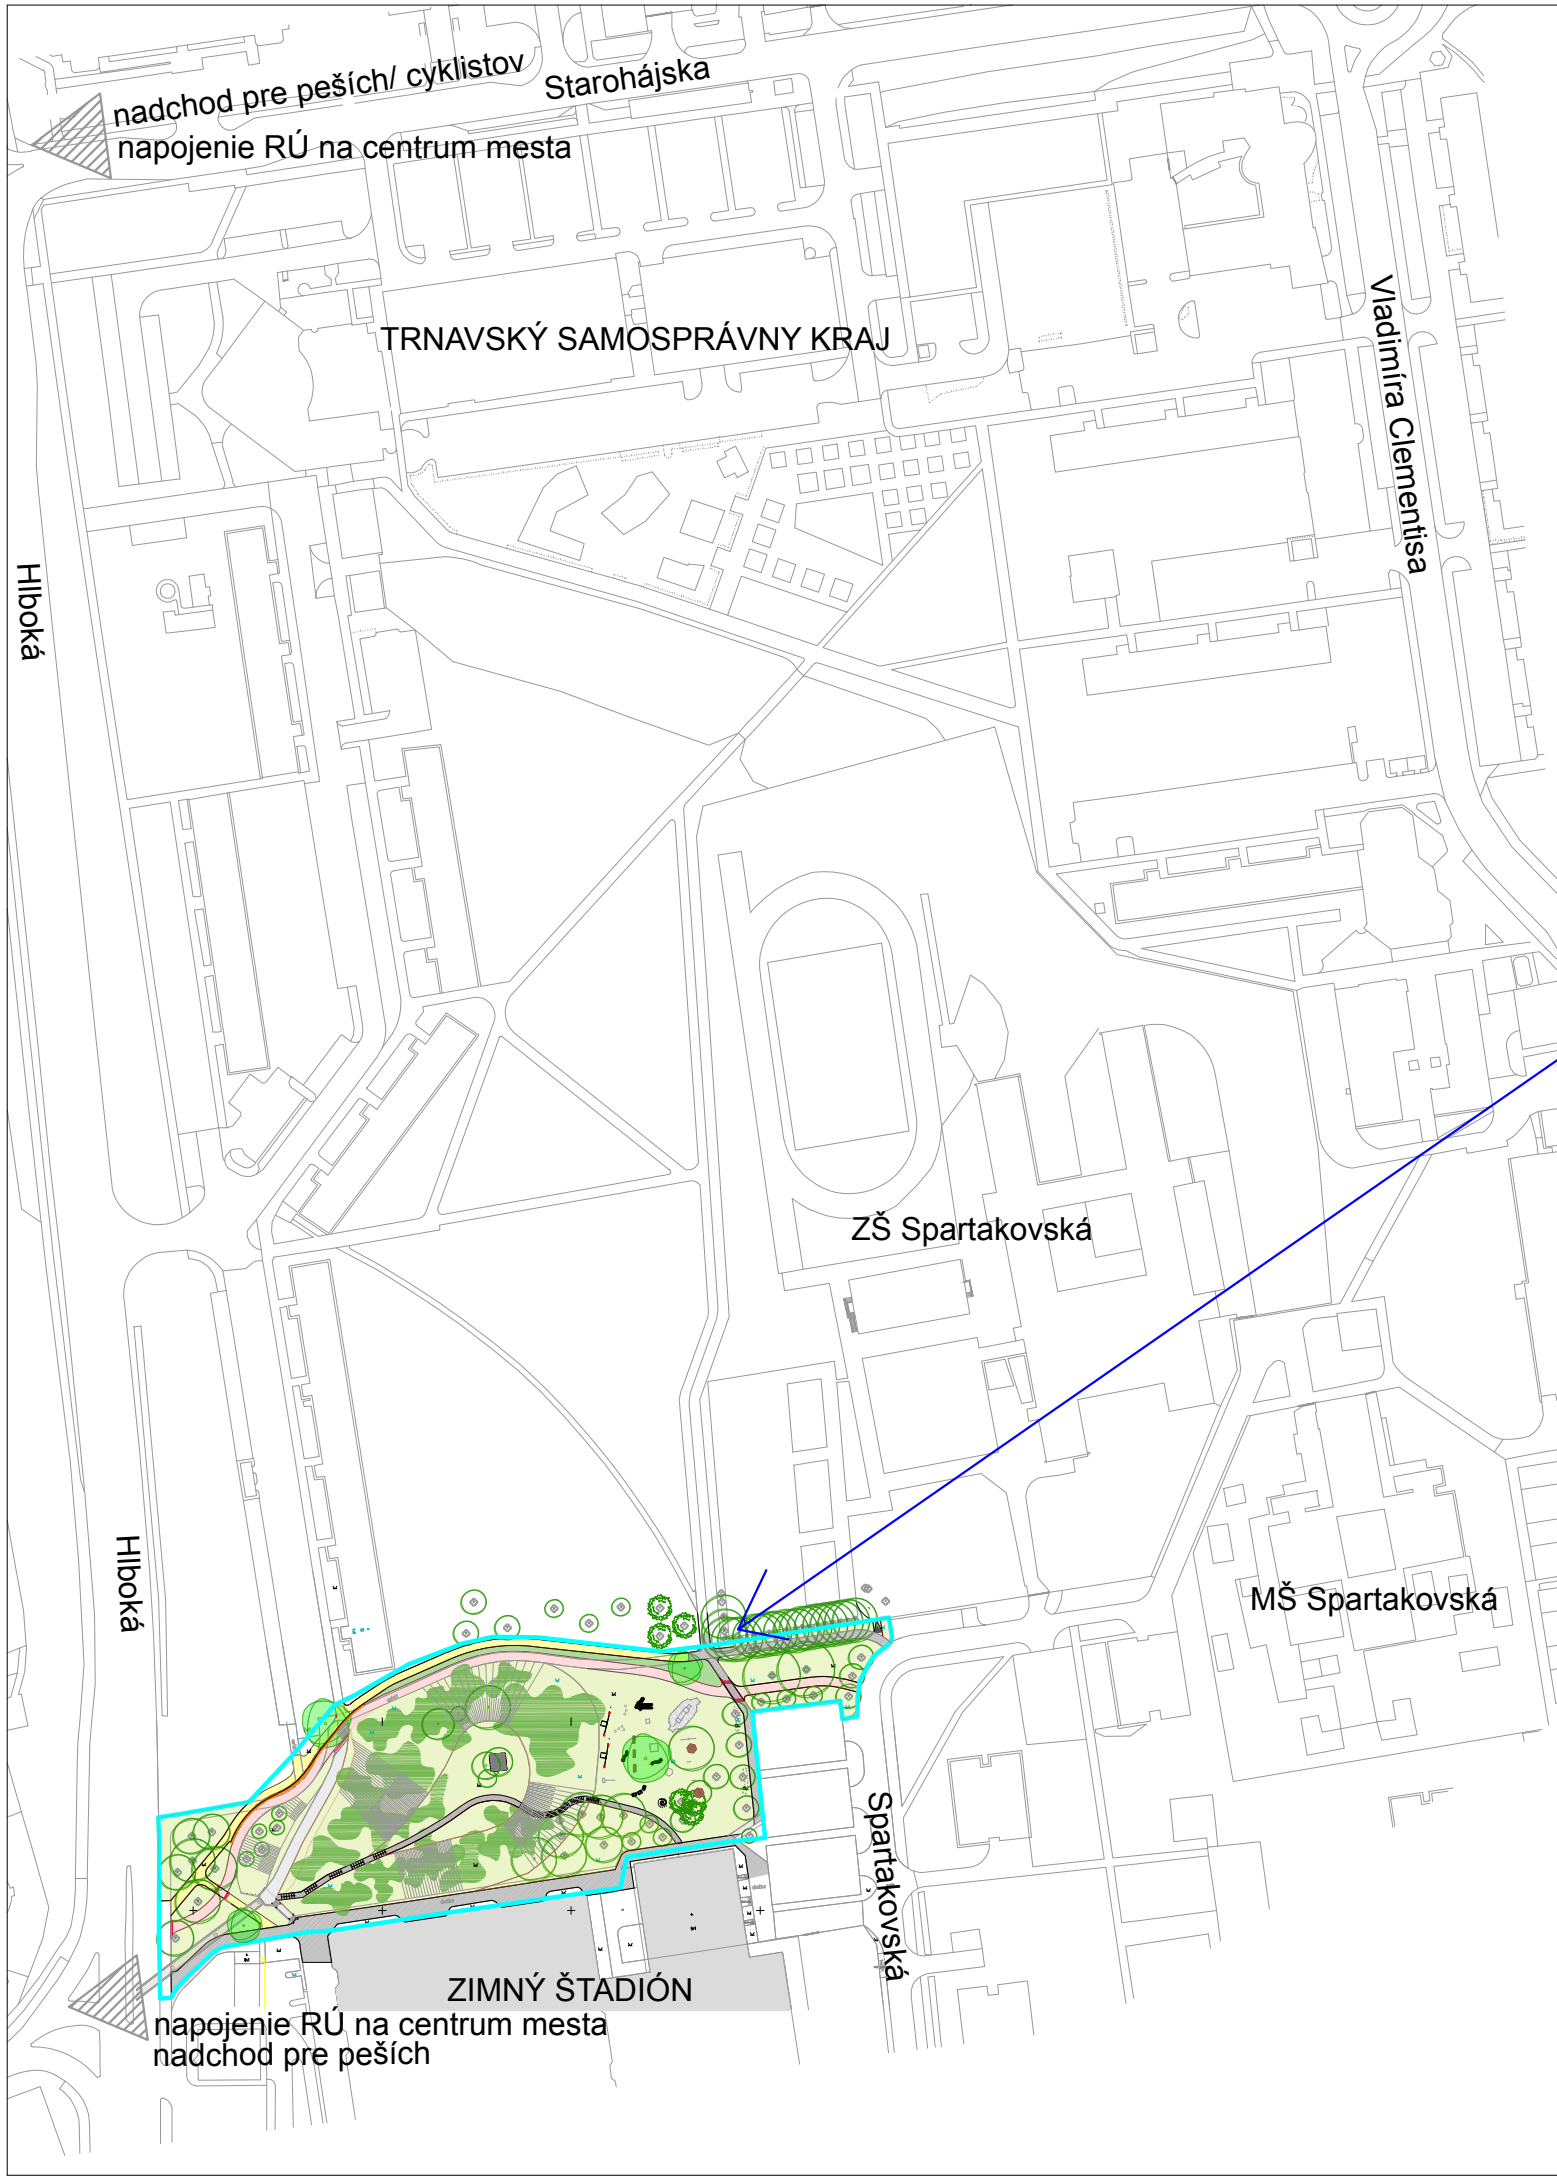 nadchod pre peších/ cyklistov
Starohájska
napojenie RÚ na centrum mesta
TRNAVSKÝ SAMOSPRÁVNY KRAJ
Vladimíra Clementisa
Hlboká
ZŠ Spartakovská
Hlboká
MŠ Spartakovská
Spartakovská
ZIMNÝ ŠTADIÓN
napojenie RÚ na centrum mesta
nadchod pre peších